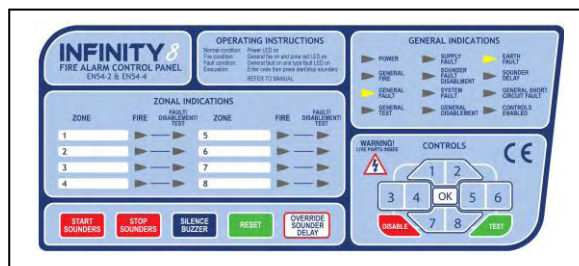 INFINITY 8
FIRE ALARM CONTROL PANEL
EN54-2 & EN54-4
OPERATING INSTRUCTIONS
Normal condition: Power LED on
Fire condition: General fire on and zone red LED on
Fault condition: General fault on and type fault LED on
Evacuation: Enter code then press start/stop sounders
REFER TO MANUAL
GENERAL INDICATIONS
POWER
SUPPLY FAULT
EARTH FAULT
GENERAL FIRE
SOUNDER FAULT DISABLMENT
SOUNDER DELAY
GENERAL FAULT
SYSTEM FAULT
GENERAL SHORT CIRCUIT FAULT
GENERAL TEST
GENERAL DISABLEMENT
CONTROLS ENABLED
ZONAL INDICATIONS
ZONE FIRE FAULT/ DISABLEMENT/ TEST ZONE FIRE FAULT/ DISABLEMENT/ TEST
1 5
2 6
3 7
4 8
WARNING!
LIVE PARTS INSIDE
CONTROLS
CE
1 2
3 4 OK 5 6
7 8
DISABLE
TEST
START SOUNDERS
STOP SOUNDERS
SILENCE BUZZER
RESET
OVERRIDE SOUNDER DELAY